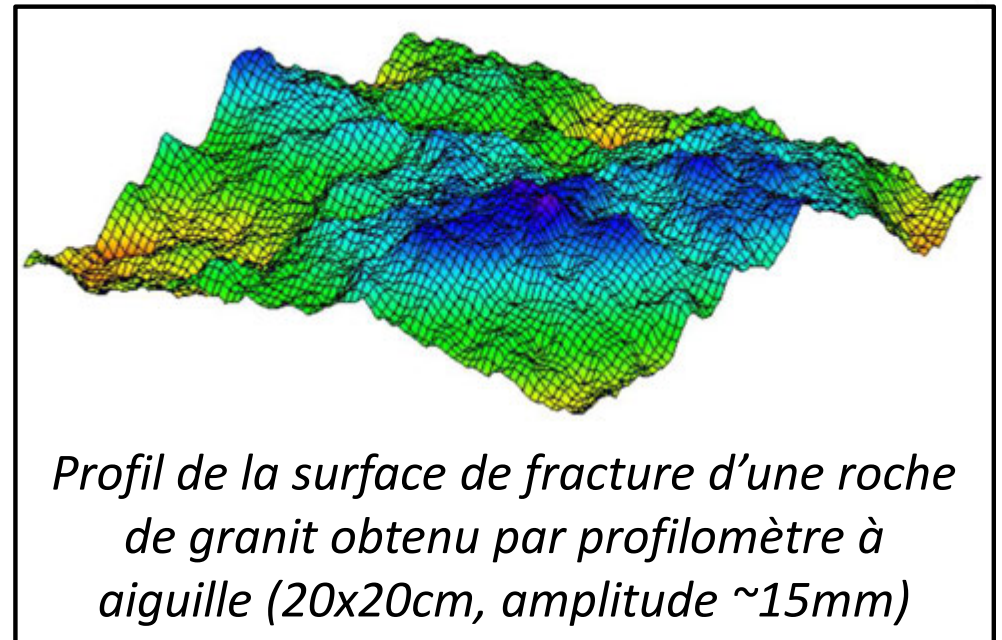 Profil de la surface de fracture d’une roche
de granit obtenu par profilomètre à
aiguille (20x20cm, amplitude ~15mm)